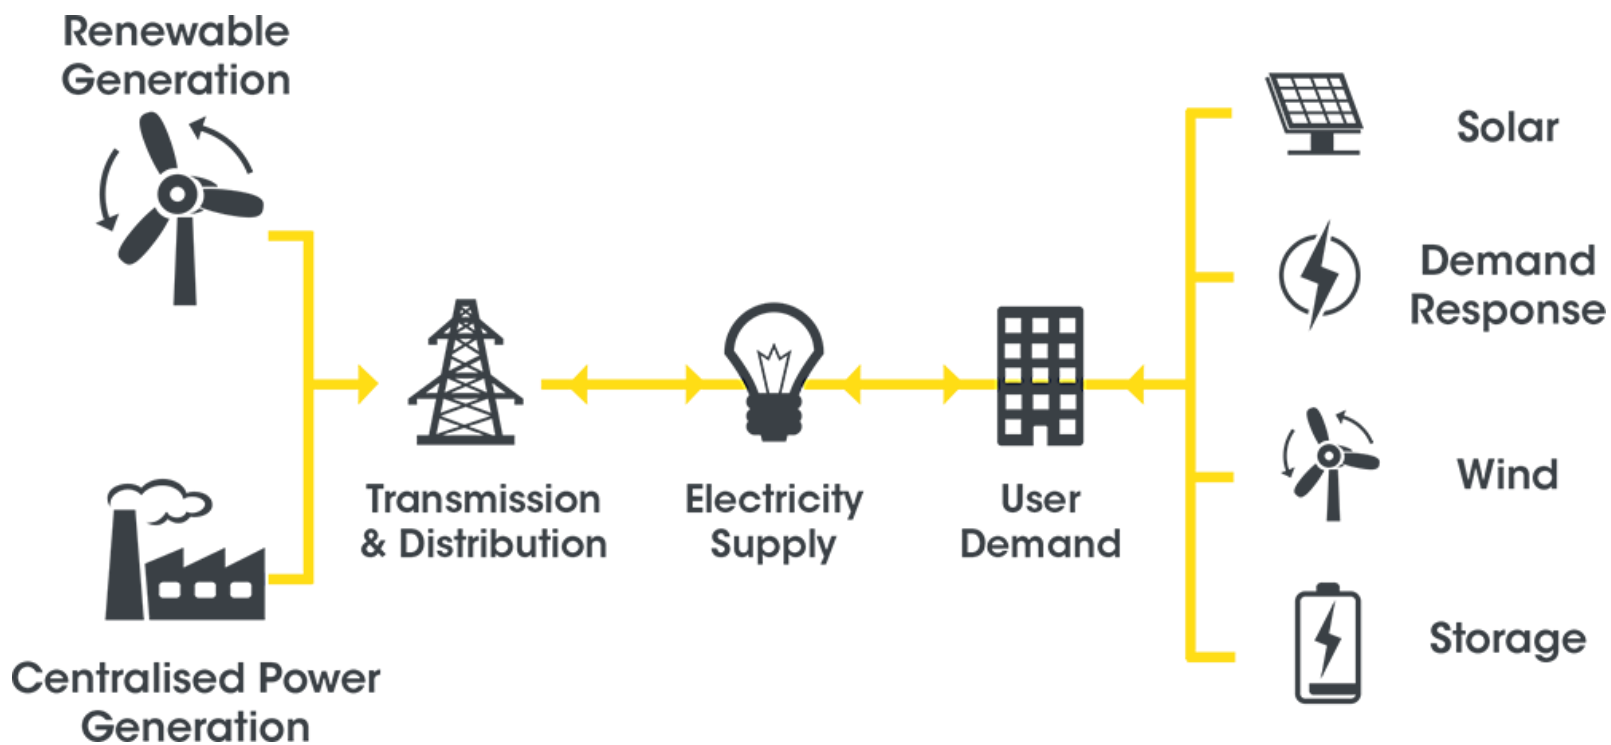 Renewable
Generation
Centralised Power
Generation
Transmission
& Distribution
Electricity
Supply
User
Demand
Solar
Demand
Response
Wind
Storage